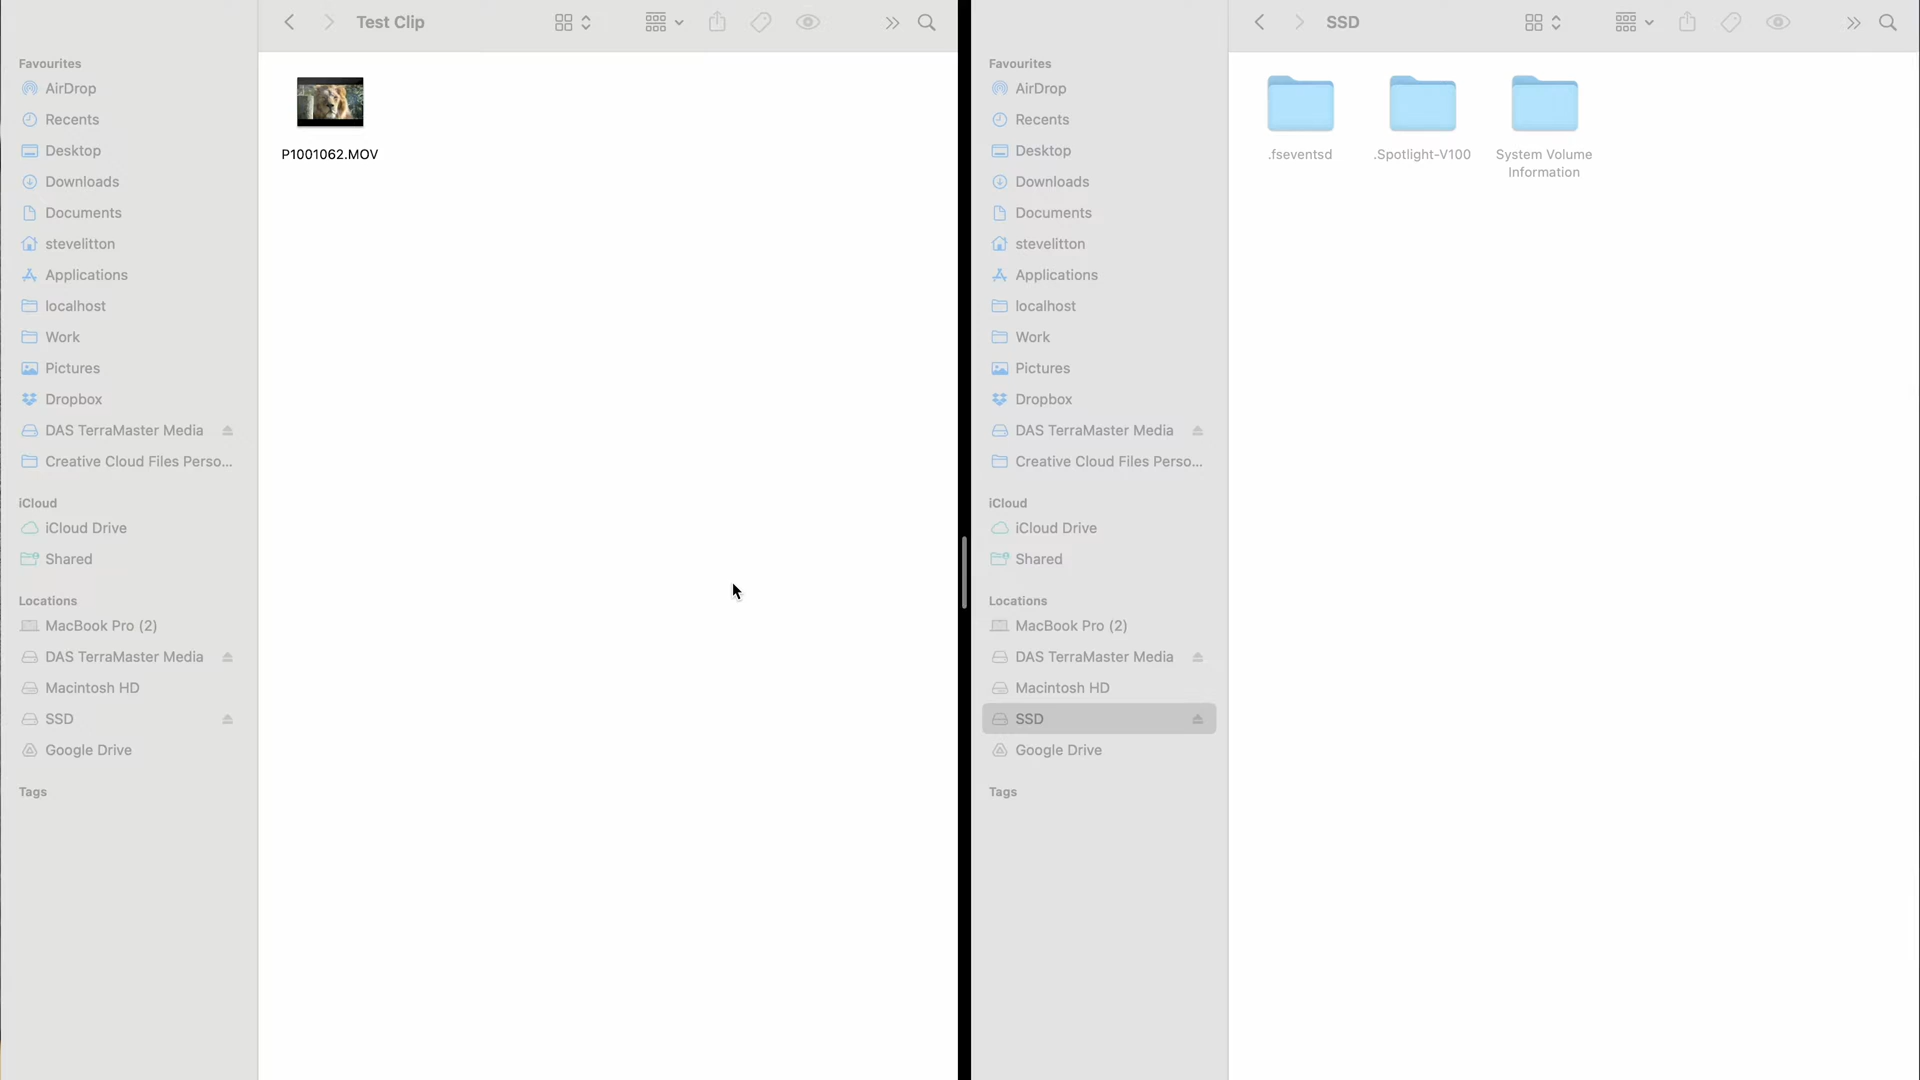 Test Clip
Favourites
AirDrop
Recents
Desktop
Downloads
Documents
stevelitton
Applications
localhost
Work
Pictures
Dropbox
DAS TerraMaster Media
Creative Cloud Files Perso...
iCloud
iCloud Drive
Shared
Locations
MacBook Pro (2)
DAS TerraMaster Media
Macintosh HD
SSD
Google Drive
Tags
P1001062.MOV
SSD
Favourites
AirDrop
Recents
Desktop
Downloads
Documents
stevelitton
Applications
localhost
Work
Pictures
Dropbox
DAS TerraMaster Media
Creative Cloud Files Perso...
iCloud
iCloud Drive
Shared
Locations
MacBook Pro (2)
DAS TerraMaster Media
Macintosh HD
SSD
Google Drive
Tags
.fseventsd
.Spotlight-V100
System Volume
Information